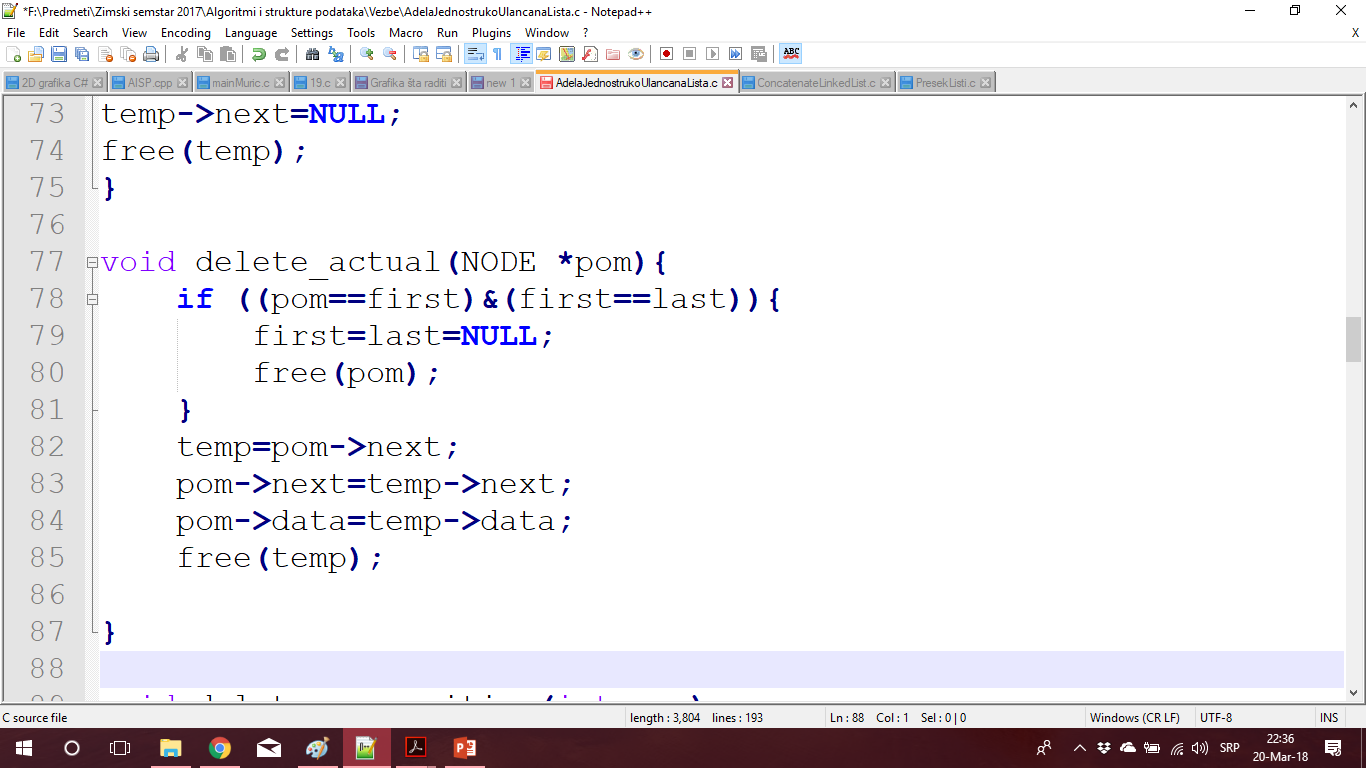 *F:\Predmeti\Zimski semstar 2017\Algoritmi i strukture podataka\Vezbe\AdelaJednostrukoUlancanaLista.c - Notepad++
File Edit Search View Encoding Language Settings Tools Macro Run Plugins Window ? X
2D grafika C# AISP.cpp mainMuric.c 19.c Grafika šta raditi new 1 AdelaJednostrukoUlancanaLista.c ConcatenateLinkedList.c PresekListi.c
73 temp->next=NULL;
74 free(temp);
75 }
76
77 void delete_actual(NODE *pom){
78 if ((pom==first)&(first==last)){
79 first=last=NULL;
80 free(pom);
81 }
82 temp=pom->next;
83 pom->next=temp->next;
84 pom->data=temp->data;
85 free(temp);
86
87 }
88
C source file length : 3,804 lines : 193 Ln : 88 Col : 1 Sel : 0 | 0 Windows (CR LF) UTF-8 INS
SRP 22:36
20-Mar-18